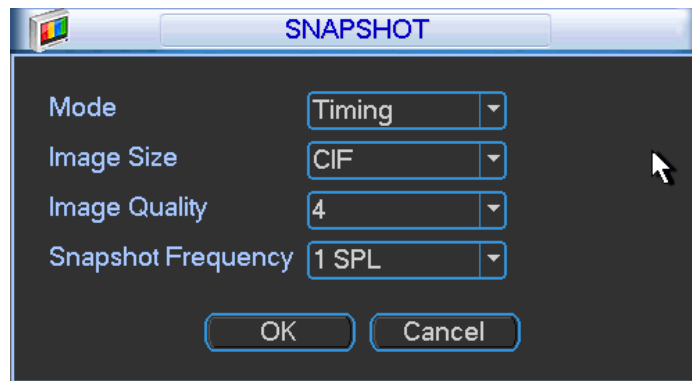 SNAPSHOT
Mode Timing
Image Size CIF
Image Quality 4
Snapshot Frequency 1 SPL
OK Cancel